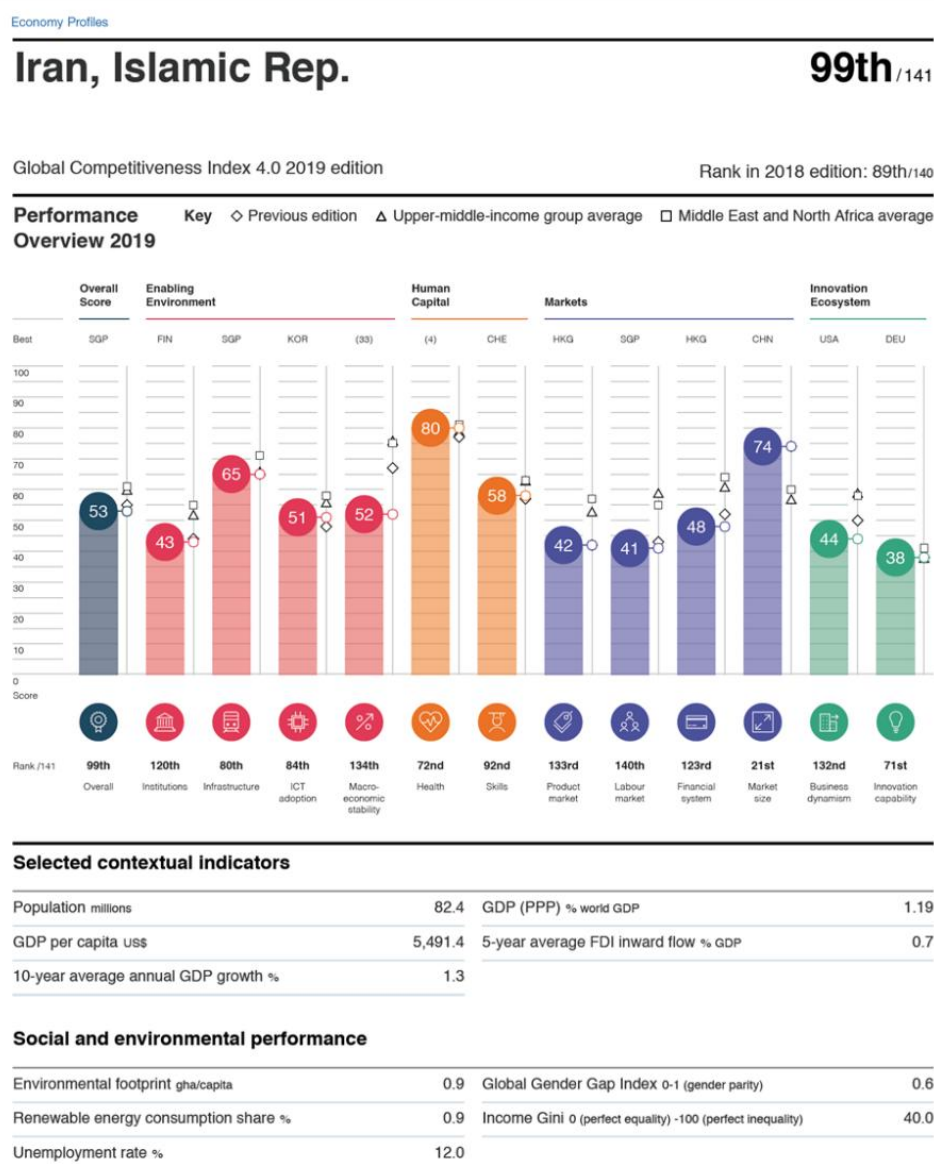 Economy Profiles
Iran, Islamic Rep. 99th /141
Global Competitiveness Index 4.0 2019 edition Rank in 2018 edition: 89th/140
Performance Overview 2019 Key ◇ Previous edition △ Upper-middle-income group average □ Middle East and North Africa average
Overall Score Enabling Environment Human Capital Markets Innovation Ecosystem
Best SGP FIN SGP KOR (33) (4) CHE HKG SGP HKG CHN USA DEU
100
90
80
70
60
50
40
30
20
10
0
Score
53 43 65 51 52 80 58 42 41 48 74 44 38
Rank /141 99th 120th 80th 84th 134th 72nd 92nd 133rd 140th 123rd 21st 132nd 71st
Overall Institutions Infrastructure ICT adoption Macro-economic stability Health Skills Product market Labour market Financial system Market size Business dynamism Innovation capability
Selected contextual indicators
Population millions 82.4 GDP (PPP) % world GDP 1.19
GDP per capita US$ 5,491.4 5-year average FDI inward flow % GDP 0.7
10-year average annual GDP growth % 1.3
Social and environmental performance
Environmental footprint gha/capita 0.9 Global Gender Gap Index 0-1 (gender parity) 0.6
Renewable energy consumption share % 0.9 Income Gini 0 (perfect equality) -100 (perfect inequality) 40.0
Unemployment rate % 12.0